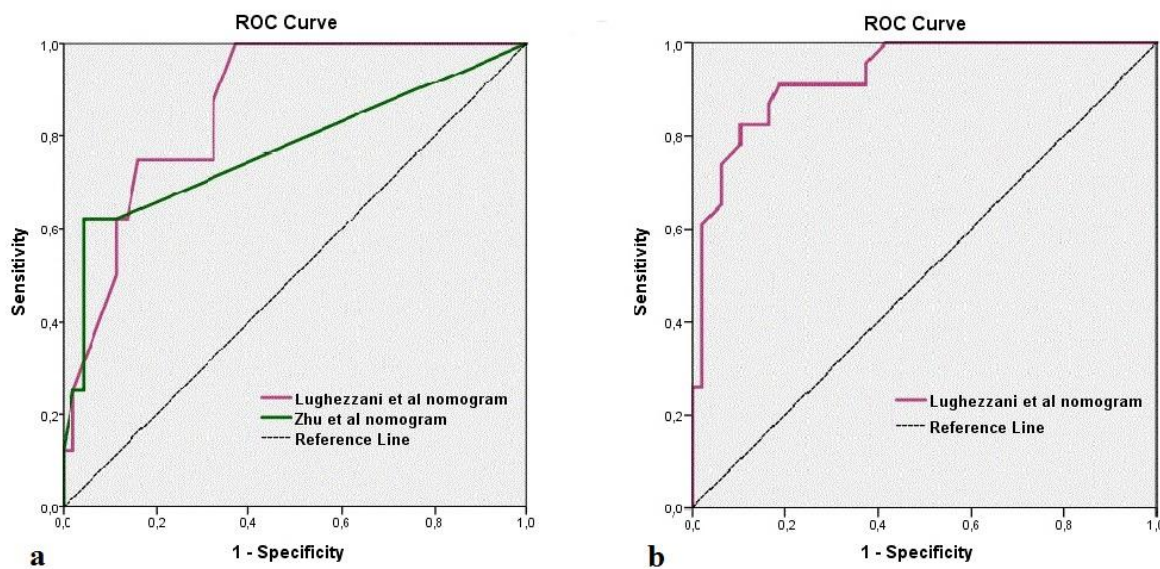 ROC Curve
1,0
0,8
0,6
0,4
0,2
0,0
Sensitivity
Lughezzani et al nomogram
Zhu et al nomogram
Reference Line
0,0 0,2 0,4 0,6 0,8 1,0
1 - Specificity
a
ROC Curve
1,0
0,8
0,6
0,4
0,2
0,0
Sensitivity
Lughezzani et al nomogram
Reference Line
0,0 0,2 0,4 0,6 0,8 1,0
1 - Specificity
b